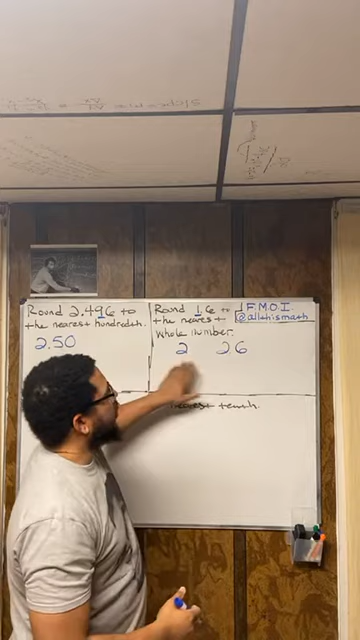 Round 2.496 to
the nearest hundredth.
2.50
Round 1.6 to
the nearest
whole number.
2 26
I F.M.O.I
@allthismath
nearest tenth.